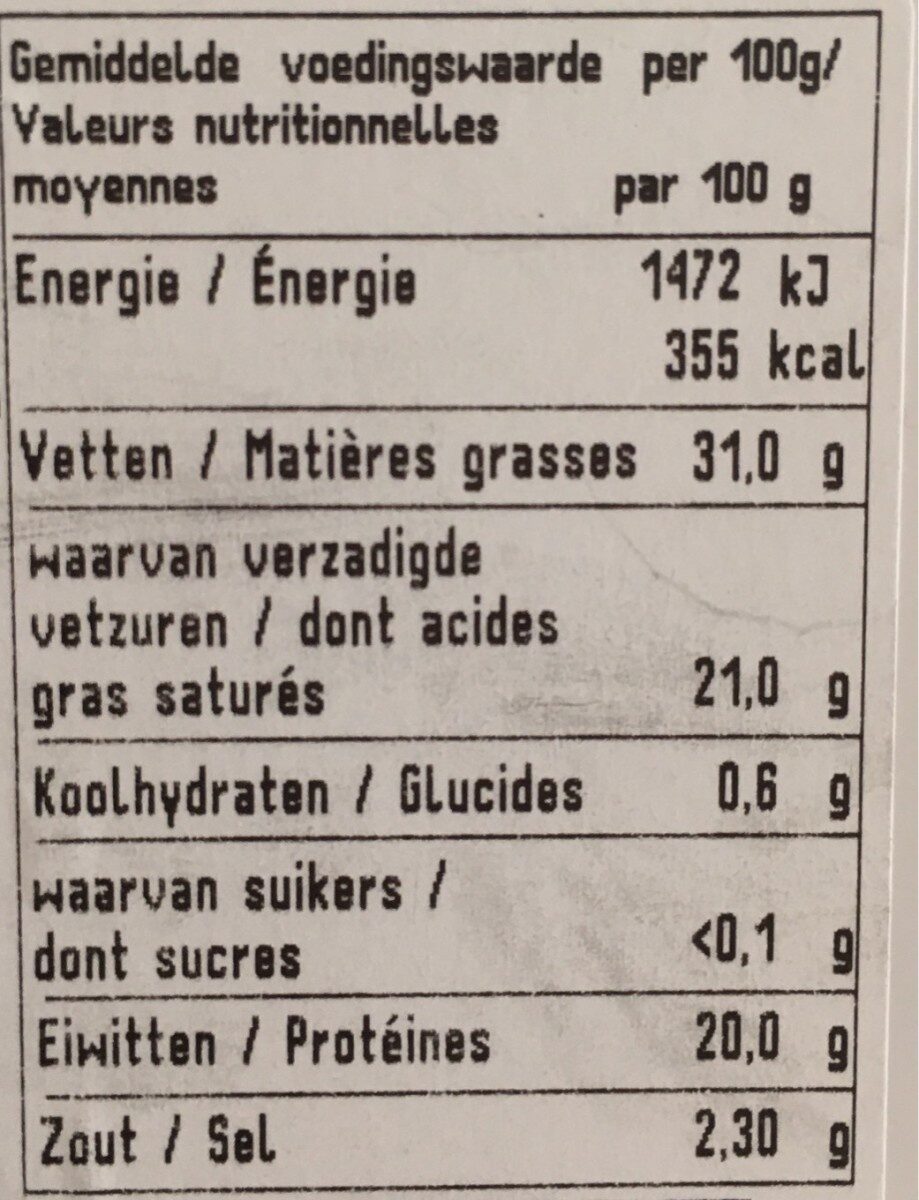 Gemiddelde voedingswaarde per 100g/
Valeurs nutritionnelles
moyennes par 100 g
Energie / Énergie 1472 kJ
355 kcal
Vetten / Matières grasses 31,0 g
waarvan verzadigde
vetzuren / dont acides
gras saturés 21,0 g
Koolhydraten / Glucides 0,6 g
waarvan suikers /
dont sucres <0,1 g
Eiwitten / Protéines 20,0 g
Zout / Sel 2,30 g